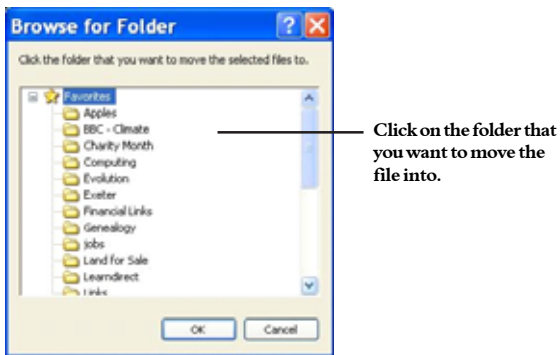 Browse for Folder
Click the folder that you want to move the selected files to.
Favorites
Apples
BBC - Climate
Charity Month
Computing
Evolution
Exeter
Financial Links
Genealogy
jobs
Land for Sale
Learndirect
Links
OK
Cancel
Click on the folder that
you want to move the
file into.